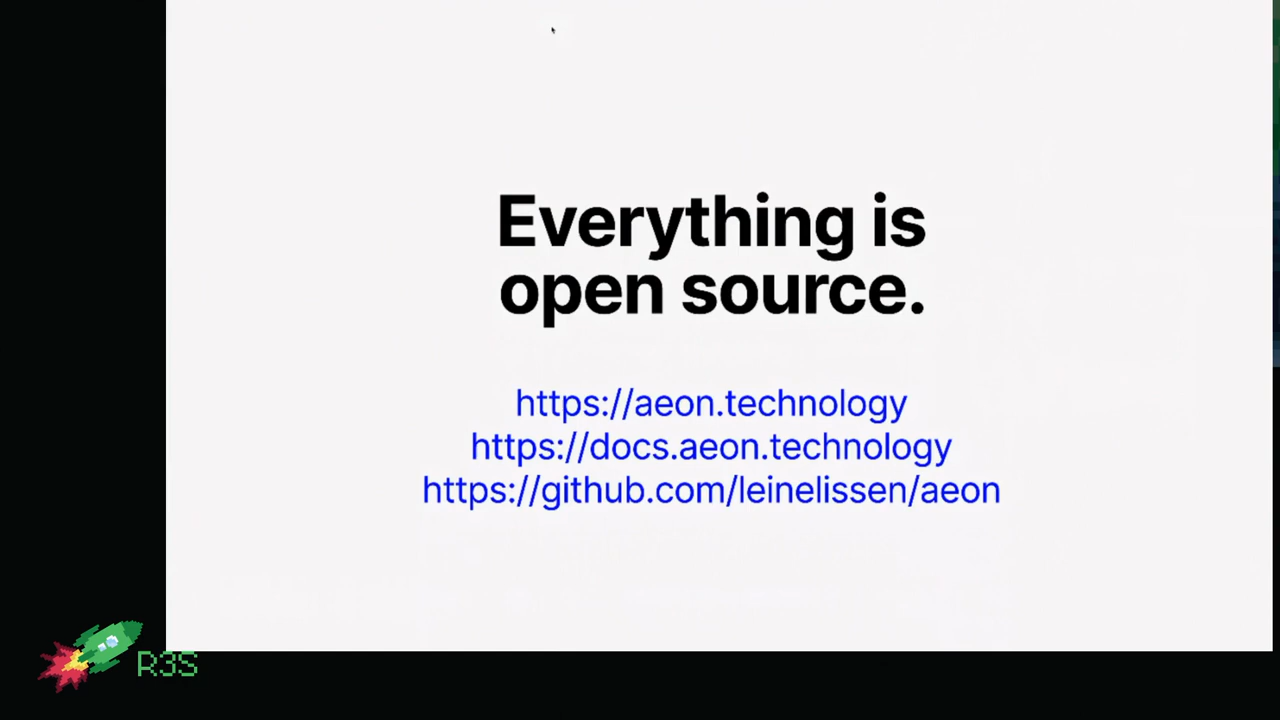 Everything is
open source.
https://aeon.technology
https://docs.aeon.technology
https://github.com/leinelissen/aeon
R3S